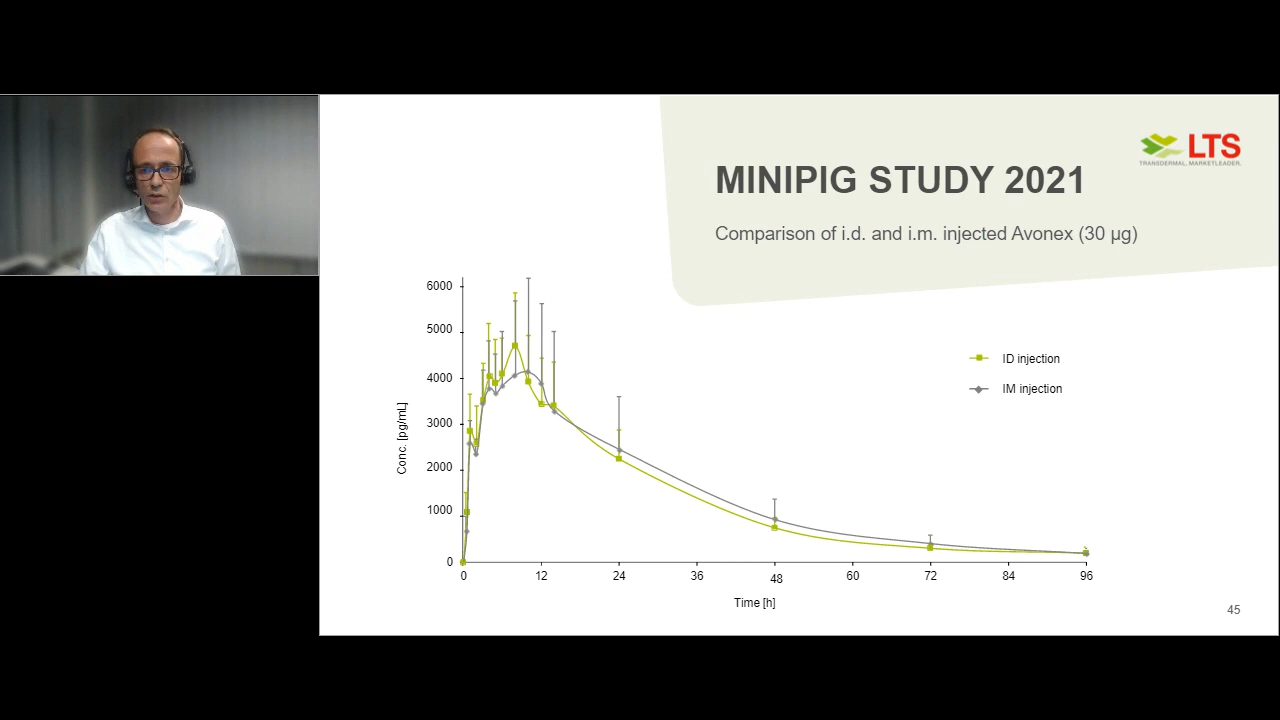 LTS
TRANSDERMAL. MARKETLEADER.
MINIPIG STUDY 2021
Comparison of i.d. and i.m. injected Avonex (30 µg)
6000
5000
4000
3000
2000
1000
0
Conc. [pg/mL]
ID injection
IM injection
0 12 24 36 48 60 72 84 96
Time [h]
45